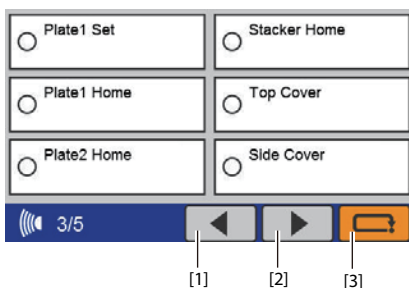 Plate1 Set
Stacker Home
Plate1 Home
Top Cover
Plate2 Home
Side Cover
3/5
[1]
[2]
[3]